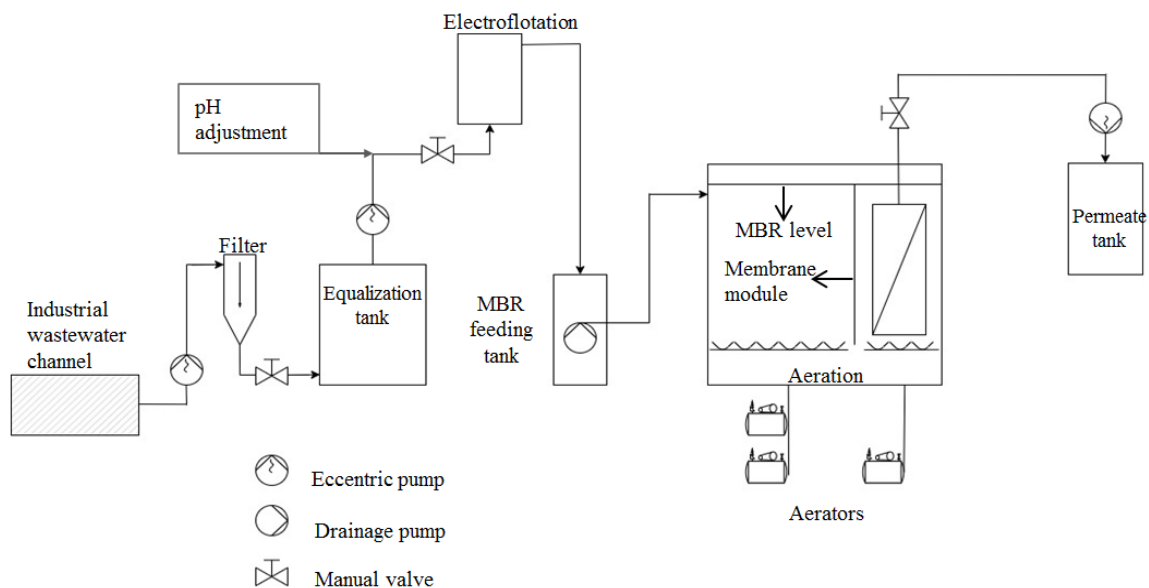 Electroflotation
pH
adjustment
Filter
Equalization
tank
Industrial
wastewater
channel
MBR
feeding
tank
MBR level
Membrane
module
Aeration
Permeate
tank
Aerators
Eccentric pump
Drainage pump
Manual valve